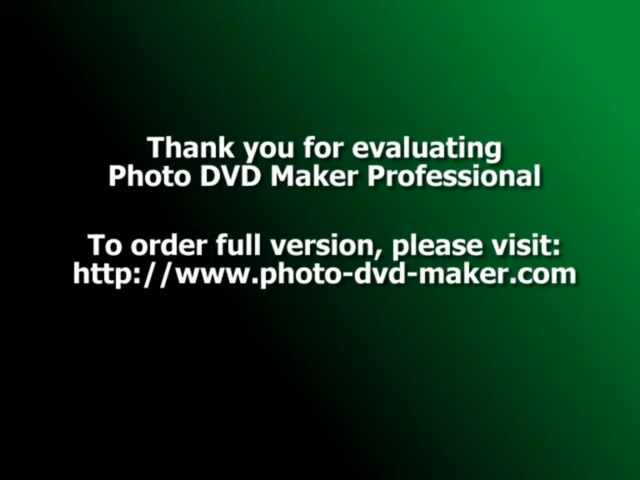 Thank you for evaluating
Photo DVD Maker Professional
To order full version, please visit:
http://www.photo-dvd-maker.com